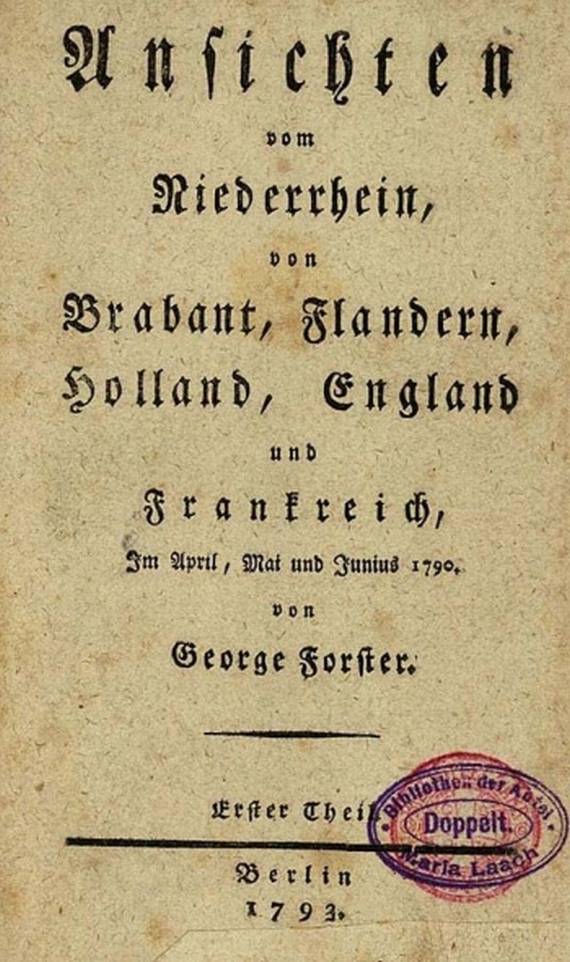 Ansichten
vom
Niederrhein,
von
Brabant, Flandern,
Holland, England
und
Frankreich,
Im April, Mai und Junius 1790.
von
George Forster.
Erster Theil
Bibliothek der Abtei
Doppelt.
Maria Laach
Berlin
1793.